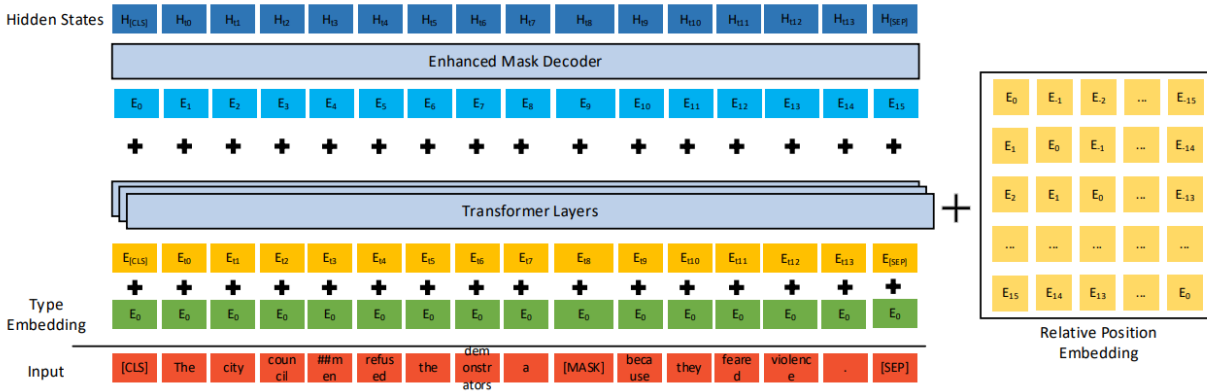 Hidden States H[CLS] Ht0 Ht1 Ht2 Ht3 Ht4 Ht5 Ht6 Ht7 Ht8 Ht9 Ht10 Ht11 Ht12 Ht13 H[SEP]
Enhanced Mask Decoder
E0 E1 E2 E3 E4 E5 E6 E7 E8 E9 E10 E11 E12 E13 E14 E15
+ + + + + + + + + + + + + + + +
Transformer Layers
E[CLS] Et0 Et1 Et2 Et3 Et4 Et5 Et6 Et7 Et8 Et9 Et10 Et11 Et12 Et13 E[SEP]
+ + + + + + + + + + + + + + + +
Type
Embedding
E0 E0 E0 E0 E0 E0 E0 E0 E0 E0 E0 E0 E0 E0 E0 E0
Input
[CLS]
The
city
coun
cil
##m
en
refus
ed
the
dem
onstr
ators
a
[MASK]
beca
use
they
feare
d
violenc
e
.
[SEP]
+
E0 E-1 E-2 ... E-15
E1 E0 E-1 ... E-14
E2 E1 E0 ... E-13
... ... ... ... ...
E15 E14 E13 ... E0
Relative Position
Embedding